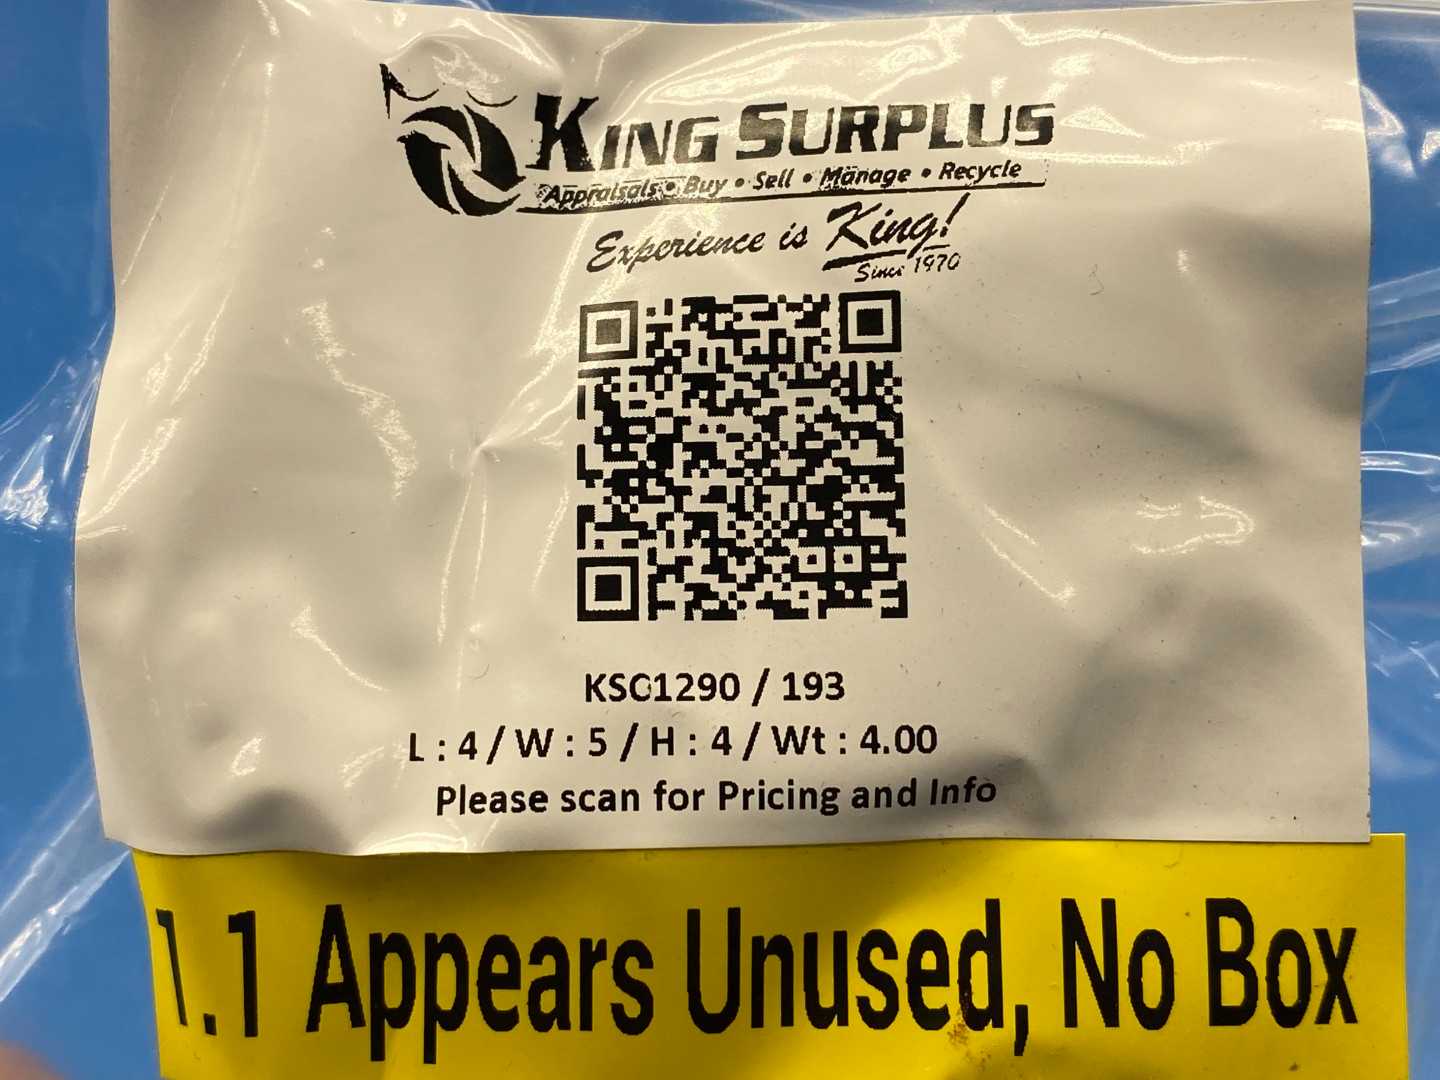 KING SURPLUS
Appraisals • Buy • Sell • Manage • Recycle
Experience is King!
Since 1970
KSG1290 / 193
L : 4 / W : 5 / H : 4 / Wt : 4.00
Please scan for Pricing and Info
1.1 Appears Unused, No Box